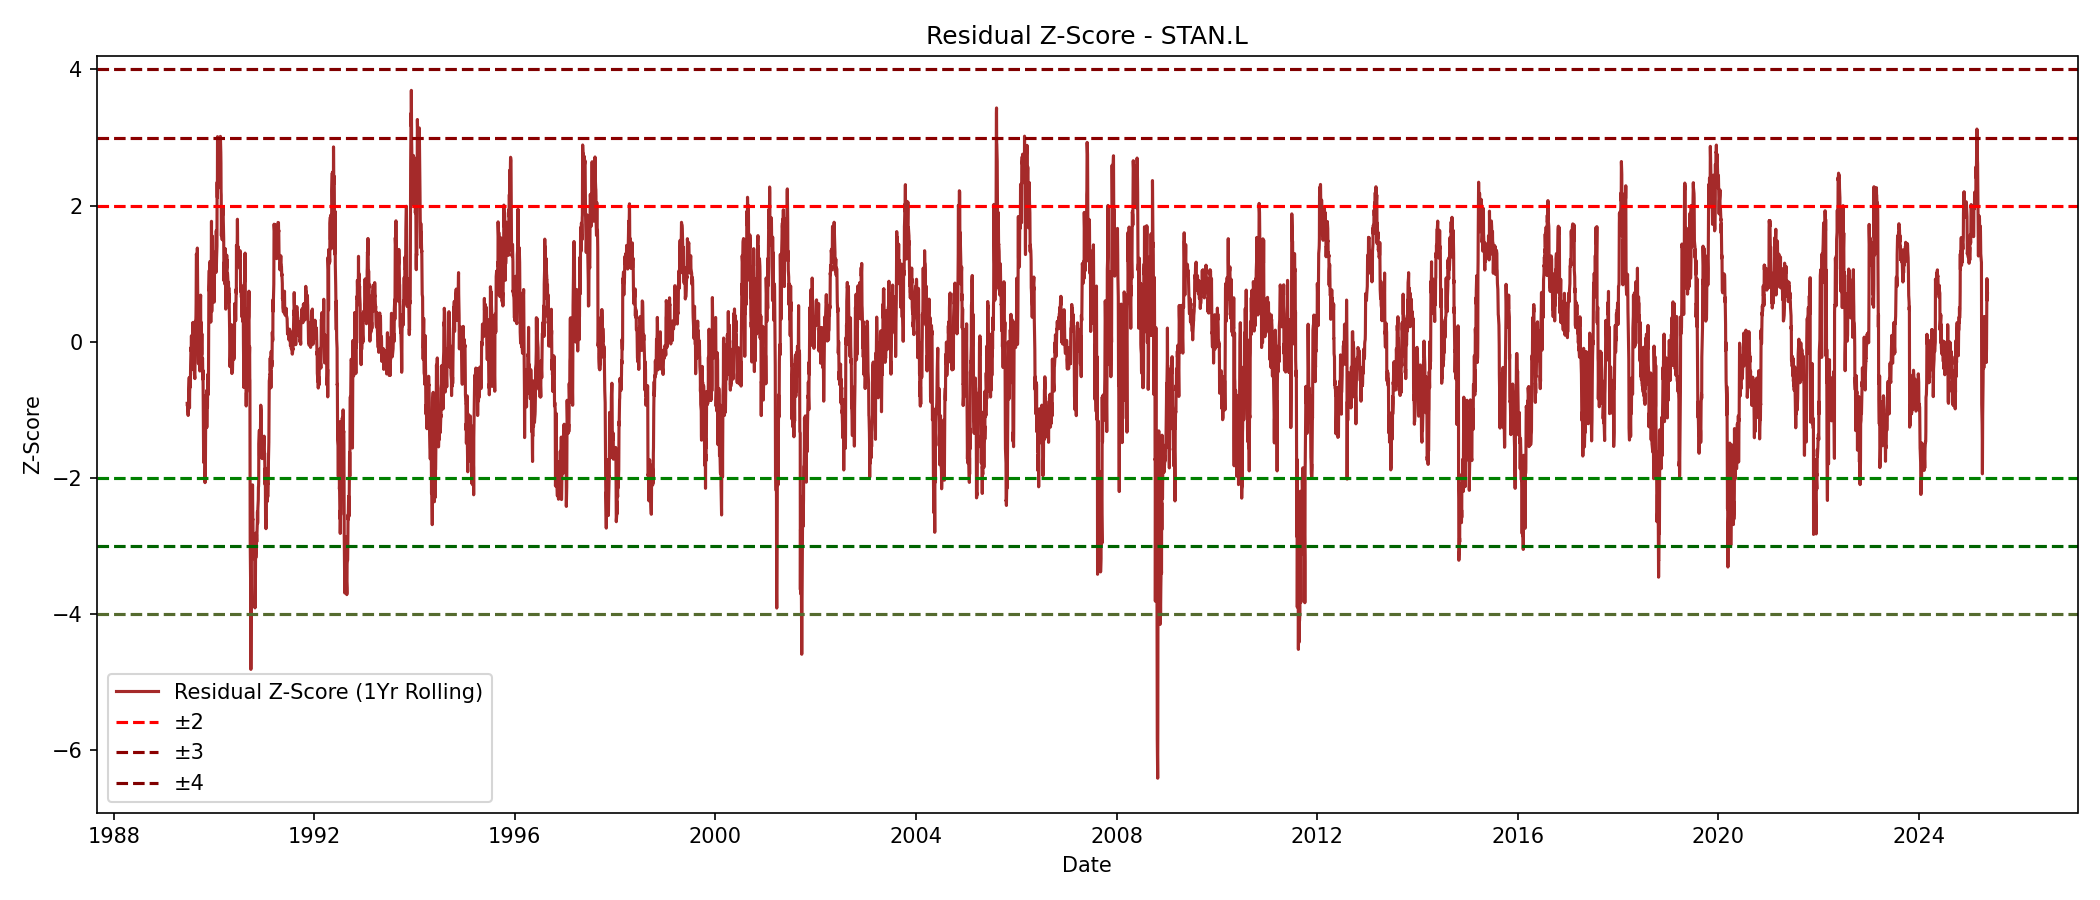 Residual Z-Score - STAN.L
4
2
0
−2
−4
−6
Z-Score
Residual Z-Score (1Yr Rolling)
±2
±3
±4
1988 1992 1996 2000 2004 2008 2012 2016 2020 2024
Date